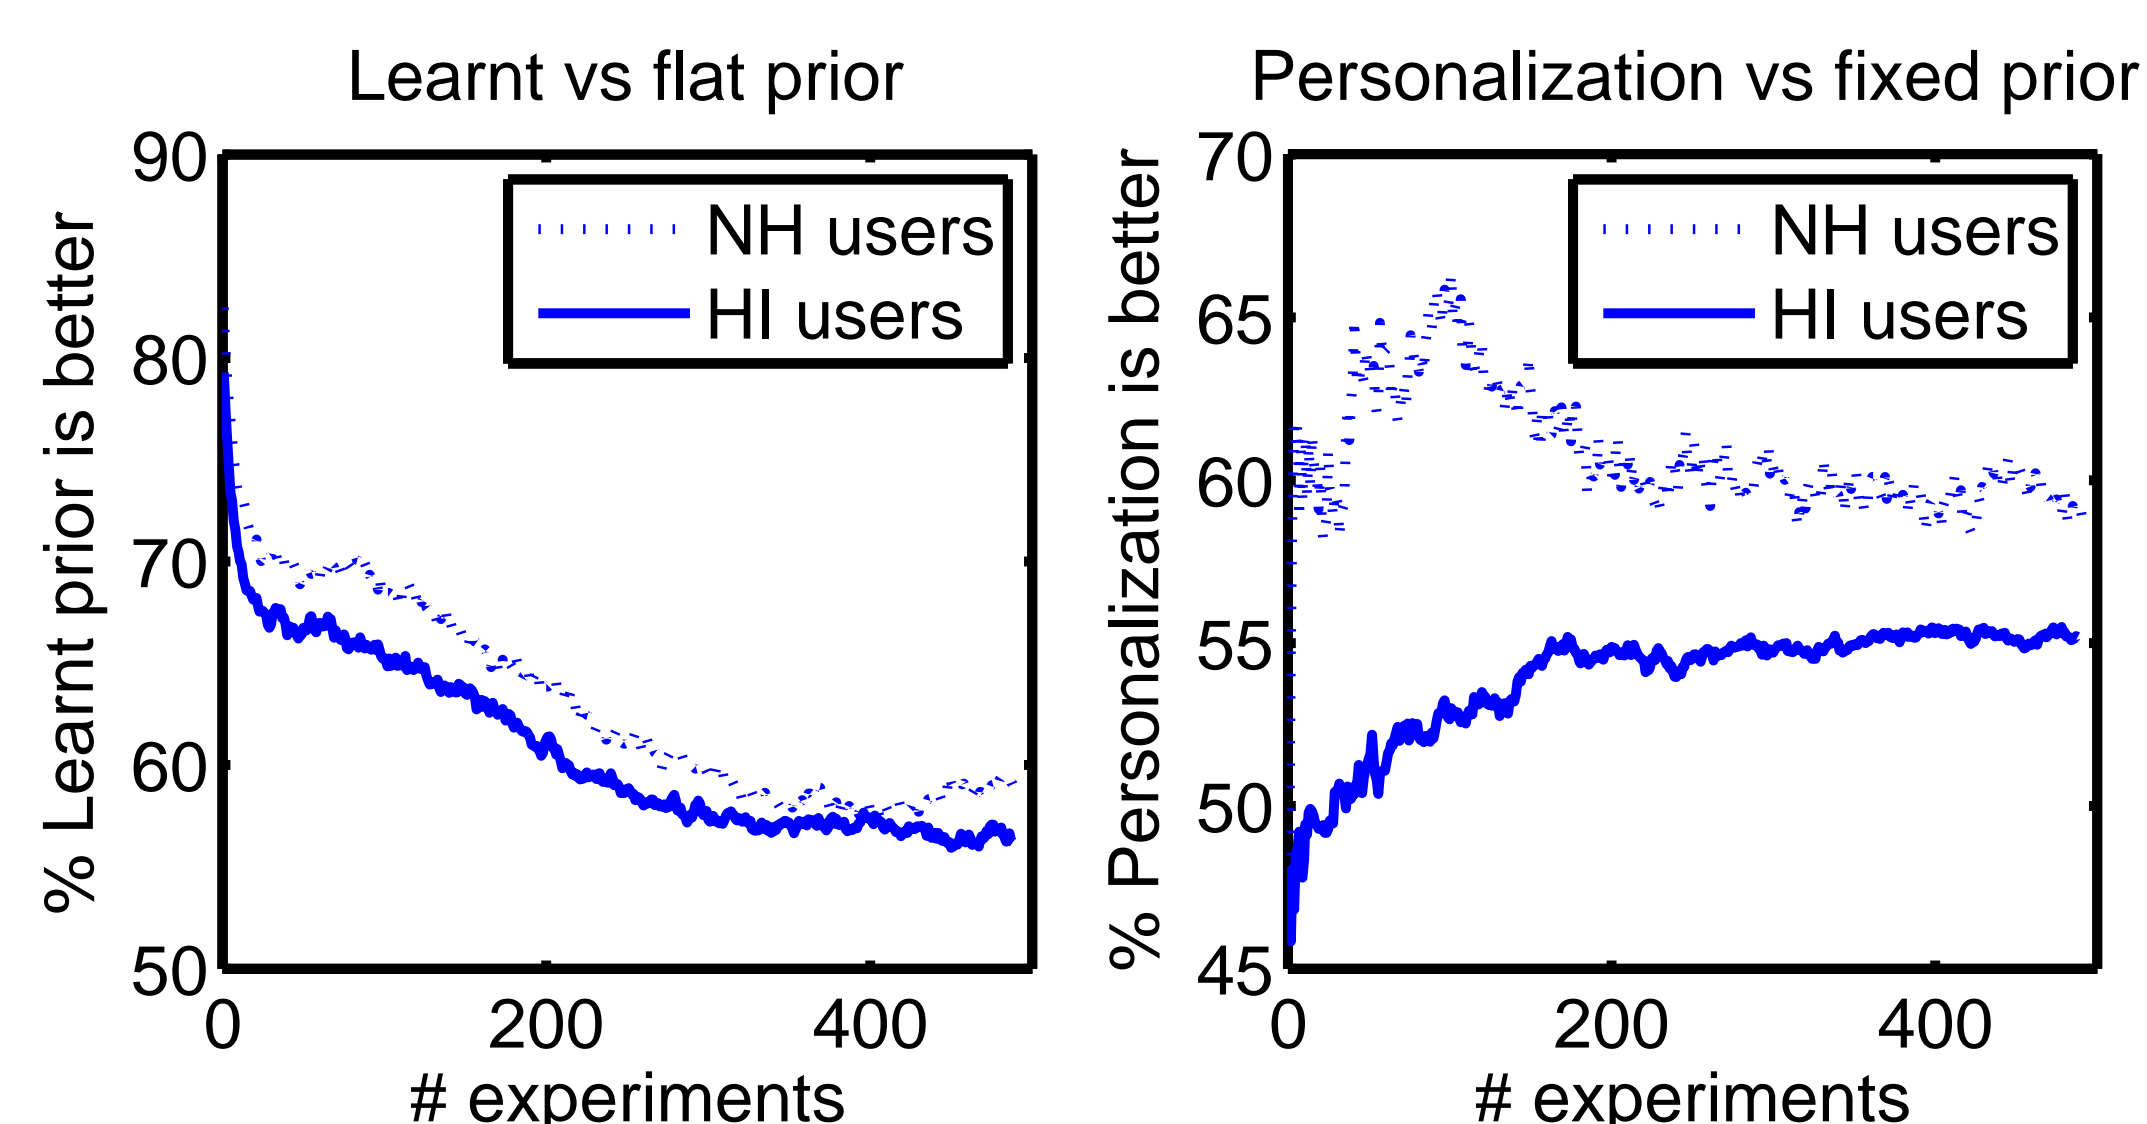 Learnt vs flat prior
% Learnt prior is better
90
80
70
60
50
0 200 400
# experiments
NH users
HI users
Personalization vs fixed prior
% Personalization is better
70
65
60
55
50
45
0 200 400
# experiments
NH users
HI users